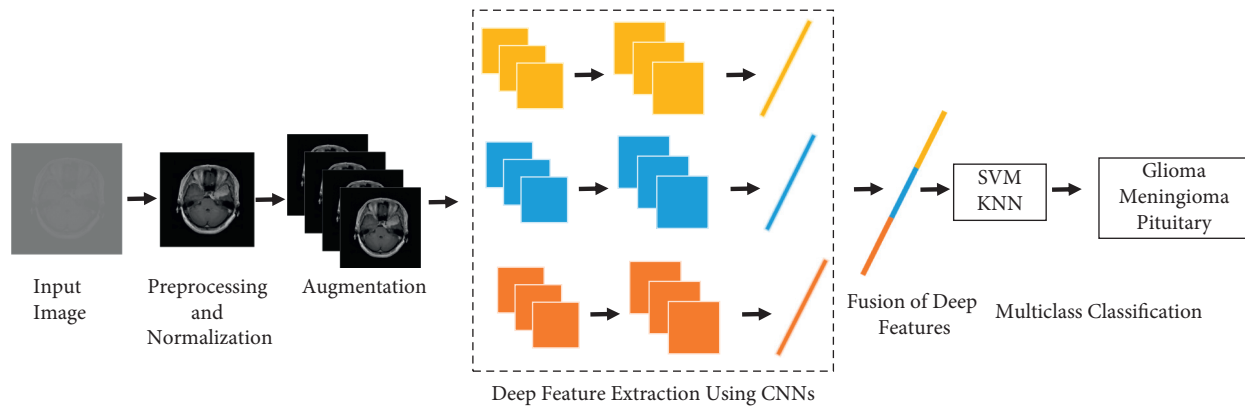 Input
Image
Preprocessing
and
Normalization
Augmentation
Deep Feature Extraction Using CNNs
Fusion of Deep
Features
SVM
KNN
Multiclass Classification
Glioma
Meningioma
Pituitary